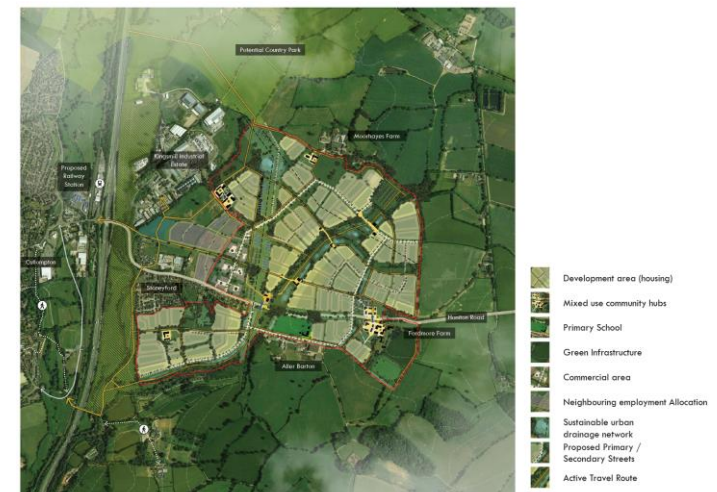 Potential Country Park
Moorhayes Farm
Kingsmill Industrial
Estate
Proposed
Railway
Station
Cullompton
Stoneyford
Honiton Road
Fordmore Farm
Aller Barton
Development area (housing)
Mixed use community hubs
Primary School
Green Infrastructure
Commercial area
Neighbouring employment Allocation
Sustainable urban
drainage network
Proposed Primary /
Secondary Streets
Active Travel Route